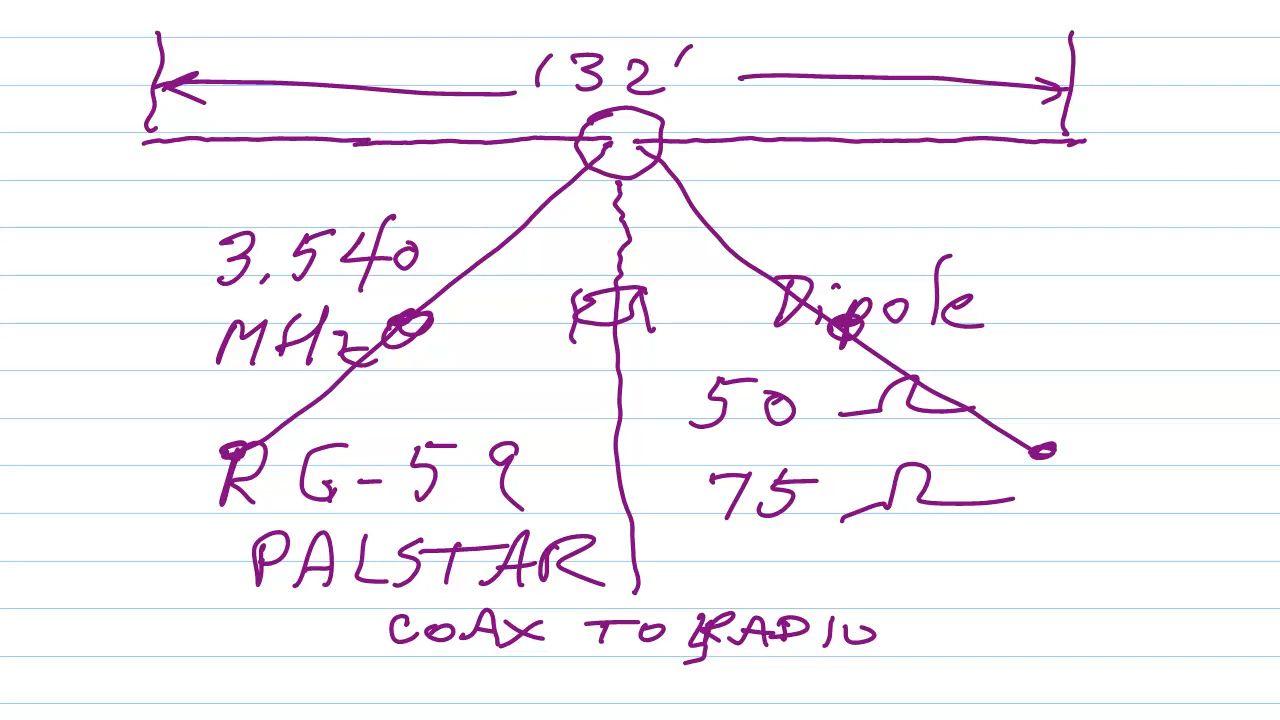 132'
3.540
MHz
Dipole
50 Ω
75 Ω
RG-59
PALSTAR
COAX TO RADIO